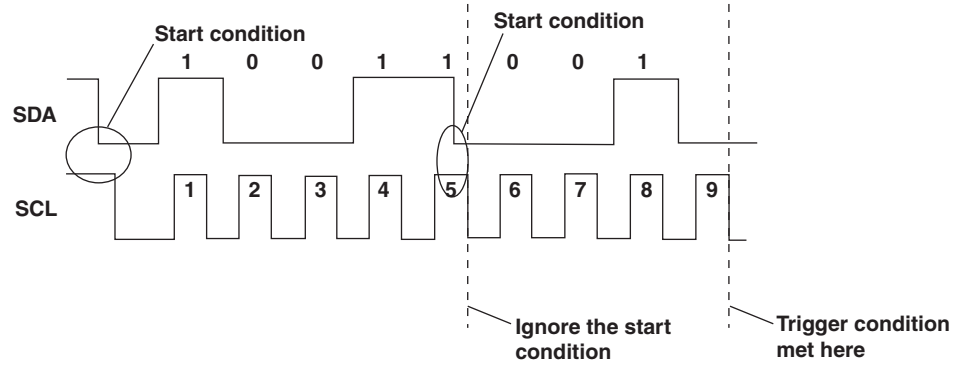 Start condition
Start condition
1 0 0 1 1 0 0 1
SDA
1 2 3 4 5 6 7 8 9
SCL
Ignore the start
condition
Trigger condition
met here